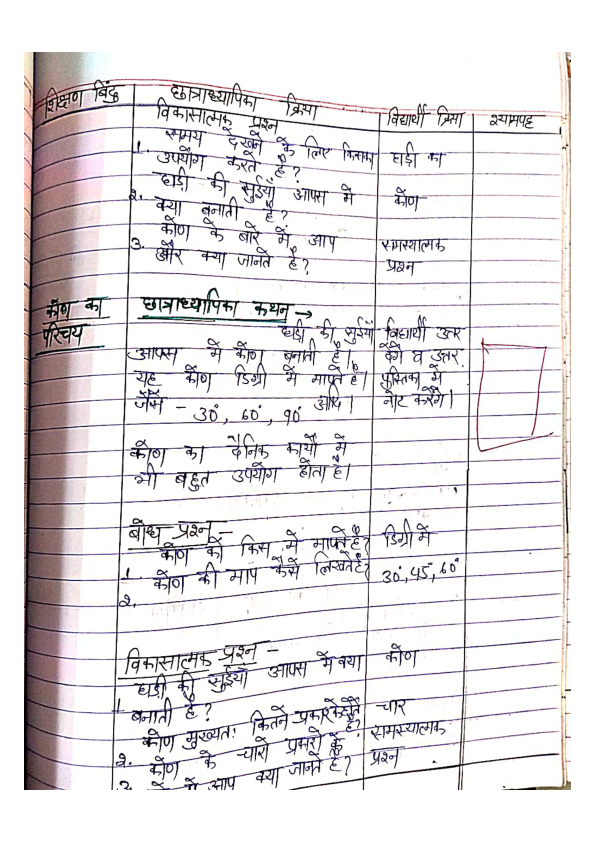 शिक्षण बिंदु छात्राध्यापिका क्रिया विद्यार्थी क्रिया श्यामपट्ट
विकासात्मक प्रश्न
1. समय देखने के लिए किसका घड़ी का
उपयोग करते है?
2. घड़ी की सुईयाँ आपस में कोण
क्या बनाती है?
3. कोण के बारे में आप समस्यात्मक
और क्या जानते है? प्रश्न
कोण का छात्राध्यापिका कथन →
परिचय घड़ी की सुईयाँ विद्यार्थी उत्तर
आपस में कोण बनाती है। देंगे व उत्तर
यह कोण डिग्री में मापते है। पुस्तिका में
जैसे - 30°, 60°, 90° आदि। नोट करेंगे।
कोण का दैनिक कार्यों में
भी बहुत उपयोग होता है।
बोध प्रश्न -
1. कोण को किस में मापते है? डिग्री में
2. कोण की माप कैसे लिखते है? 30°, 45°, 60°
विकासात्मक प्रश्न -
1 घड़ी की सुईयाँ आपस में क्या कोण
बनाती है?
2. कोण मुख्यतः कितने प्रकार के होते है? चार
3. कोण के चारो प्रकारो के समस्यात्मक
बारे में आप क्या जानते है? प्रश्न